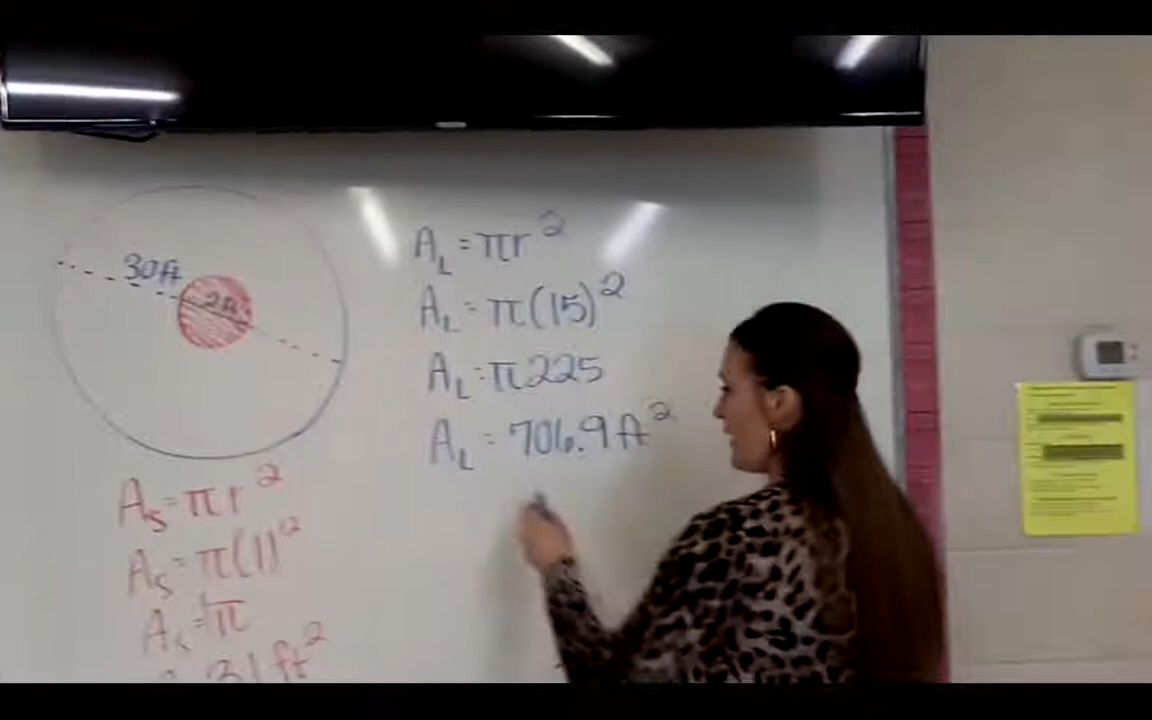 30ft
2ft
A_L = πr²
A_L = π(15)²
A_L = π225
A_L = 706.9 ft²
A_s = πr²
A_s = π(1)²
A_s = π
3.1 ft²